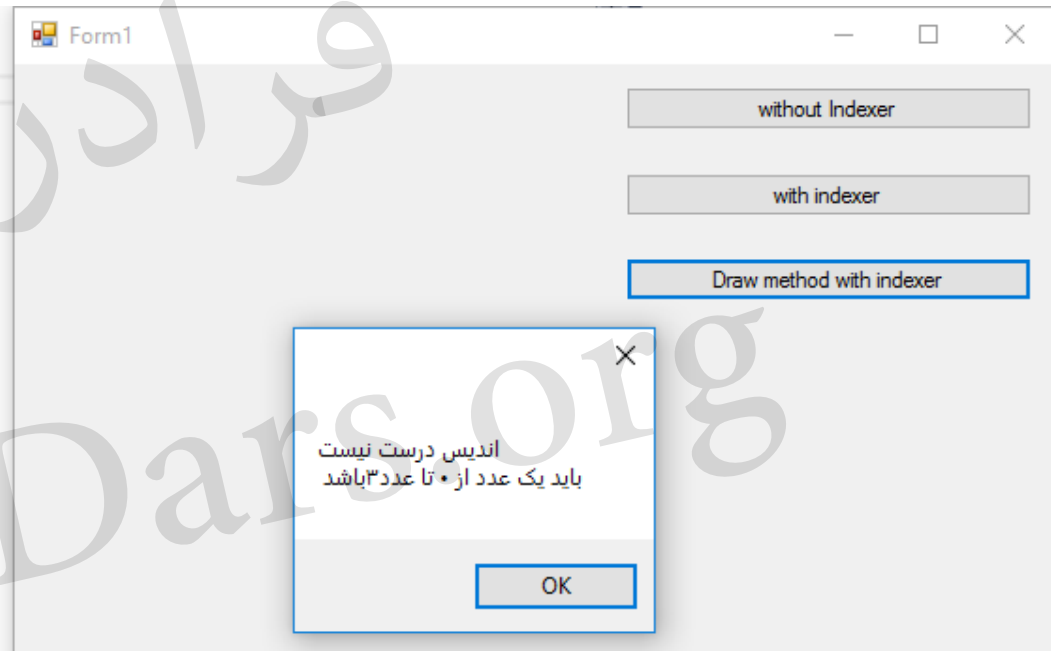 Form1
without Indexer
with indexer
Draw method with indexer
اندیس درست نیست
باید یک عدد از ۰ تا عدد۳باشد
OK
فرادر
Dars.org